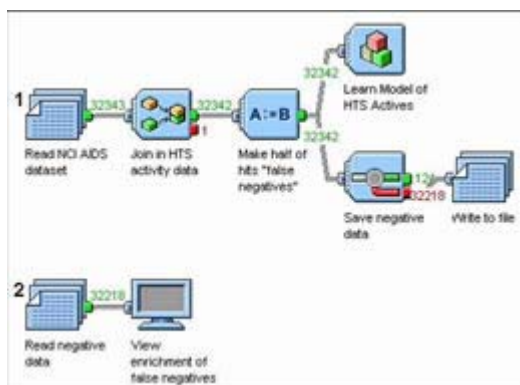 1
32343
32342
1
32342
32342
32218
Read NCI AIDS
dataset
Join in HTS
activity data
A:=B
Make half of
hits "false
negatives"
Learn Model of
HTS Actives
Save negative
data
Write to file
2
32218
Read negative
data
View
enrichment of
false negatives